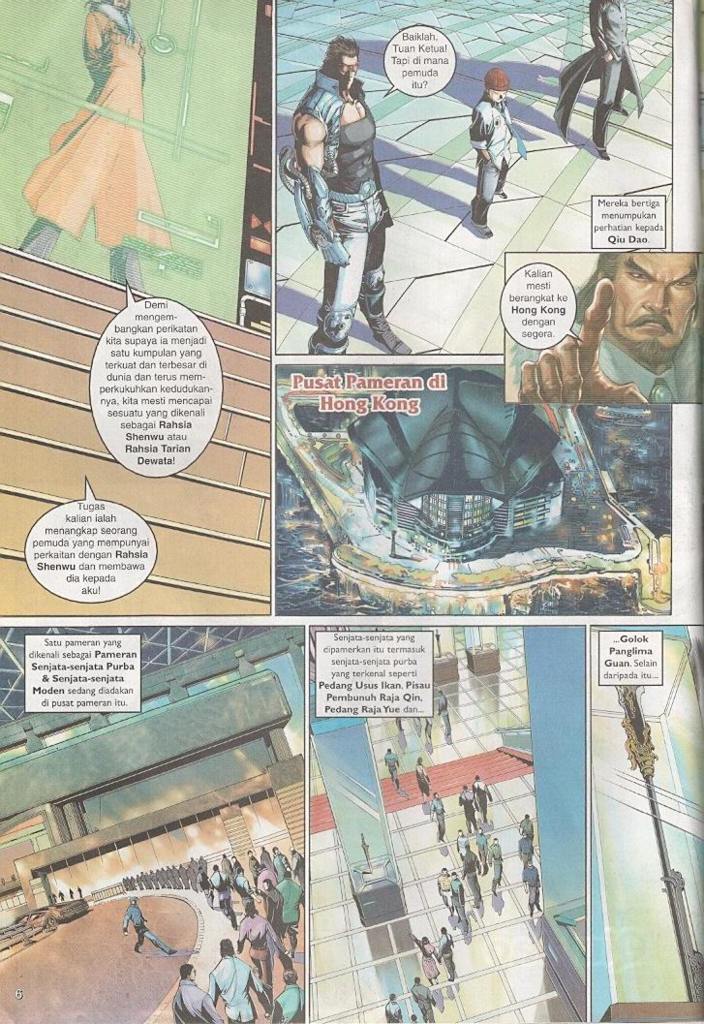 Demi
mengem-
bangkan perikatan
kita supaya ia menjadi
satu kumpulan yang
terkuat dan terbesar di
dunia dan terus mem-
perkukuhkan kedudukan-
nya, kita mesti mencapai
sesuatu yang dikenali
sebagai Rahsia
Shenwu atau
Rahsia Tarian
Dewata!
Tugas
kalian ialah
menangkap seorang
pemuda yang mempunyai
perkaitan dengan Rahsia
Shenwu dan membawa
dia kepada
aku!
Baiklah,
Tuan Ketua!
Tapi di mana
pemuda
itu?
Mereka bertiga
menumpukan
perhatian kepada
Qiu Dao.
Kalian
mesti
berangkat ke
Hong Kong
dengan
segera.
Pusat Pameran di
Hong Kong
Satu pameran yang
dikenali sebagai Pameran
Senjata-senjata Purba
& Senjata-senjata
Moden sedang diadakan
di pusat pameran itu.
Senjata-senjata yang
dipamerkan itu termasuk
senjata-senjata purba
yang terkenal seperti
Pedang Usus Ikan, Pisau
Pembunuh Raja Qin,
Pedang Raja Yue dan...
...Golok
Panglima
Guan. Selain
daripada itu...
6